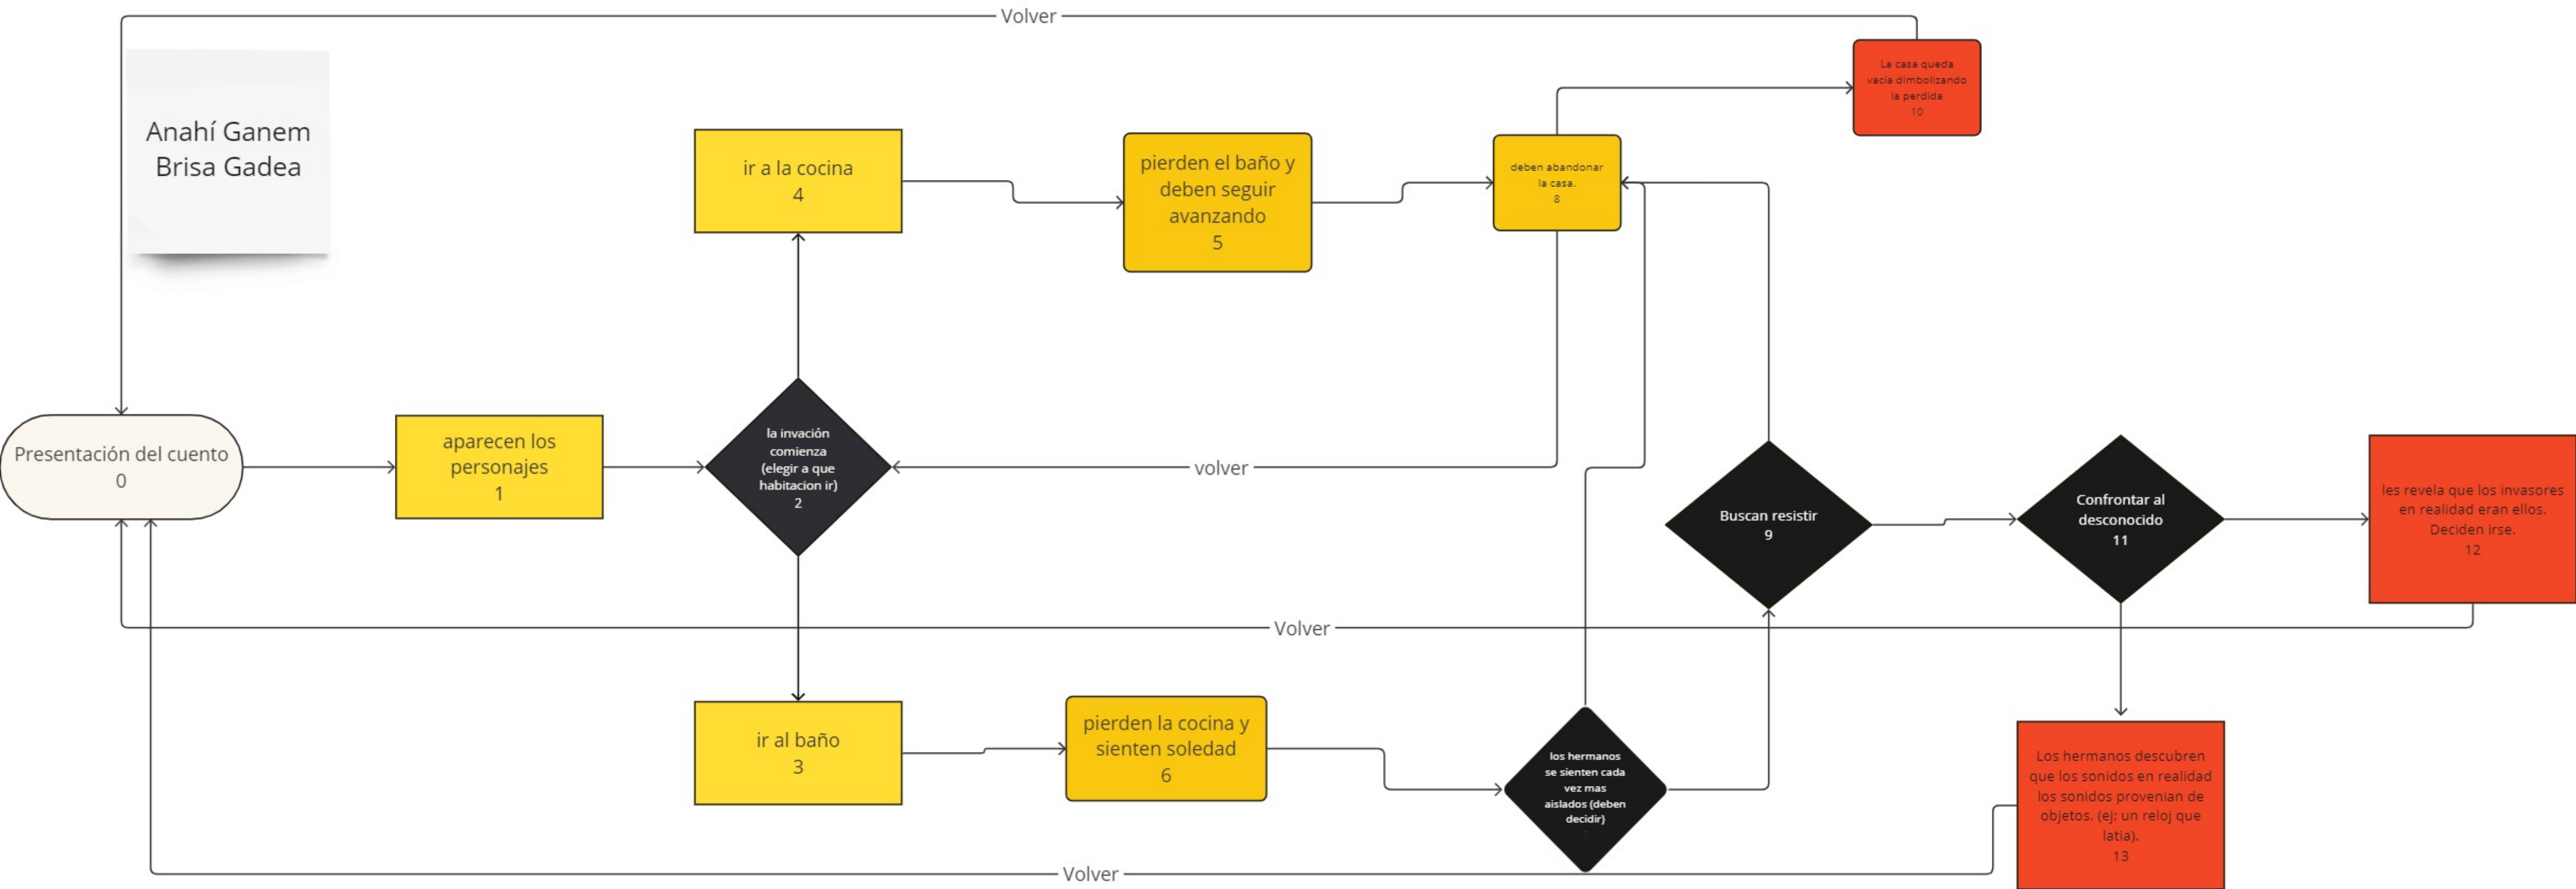 Volver
Anahí Ganem
Brisa Gadea
La casa queda
vacia dimbolizando
la perdida
10
ir a la cocina
4
pierden el baño y
deben seguir
avanzando
5
deben abandonar
la casa.
8
Presentación del cuento
0
aparecen los
personajes
1
la invación
comienza
(elegir a que
habitacion ir)
2
volver
Buscan resistir
9
Confrontar al
desconocido
11
les revela que los invasores
en realidad eran ellos.
Deciden irse.
12
Volver
ir al baño
3
pierden la cocina y
sienten soledad
6
los hermanos
se sienten cada
vez mas
aislados (deben
decidir)
7
Los hermanos descubren
que los sonidos en realidad
los sonidos provenian de
objetos. (ej: un reloj que
latia).
13
Volver